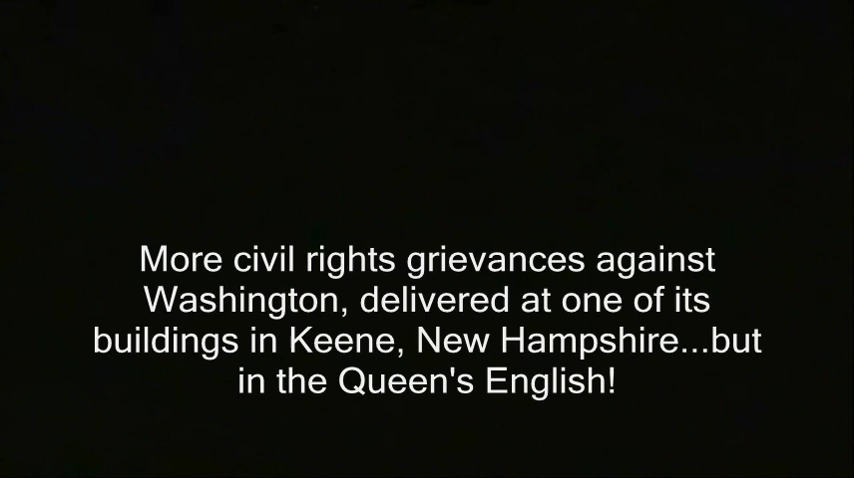 More civil rights grievances against
Washington, delivered at one of its
buildings in Keene, New Hampshire...but
in the Queen's English!